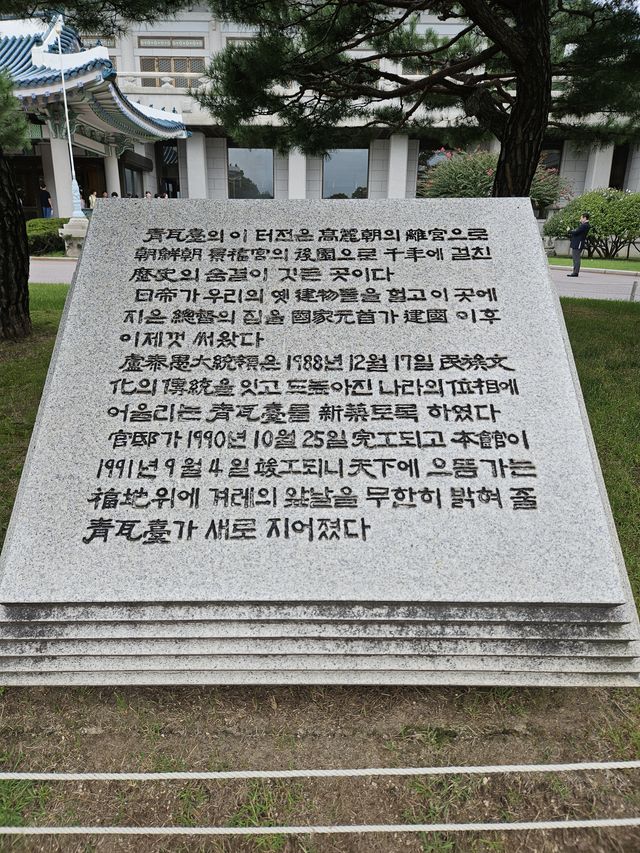 靑瓦臺의 이 터전은 高麗朝의 離宮으로
朝鮮朝 景福宮의 後園으로 千年에 걸친
歷史의 숨결이 깃든 곳이다
日帝가 우리의 옛 建物들을 헐고 이 곳에
지은 總督의 집을 國家元首가 建國 이후
이제껏 써왔다
盧泰愚大統領은 1988년 12월 17일 民族文
化의 傳統을 잇고 드높아진 나라의 位相에
어울리는 靑瓦臺를 新築토록 하였다
官邸가 1990년 10월 25일 完工되고 本館이
1991년 9월 4일 竣工되니 天下에 으뜸가는
福地위에 겨레의 앞날을 무한히 밝혀 줄
靑瓦臺가 새로 지어졌다